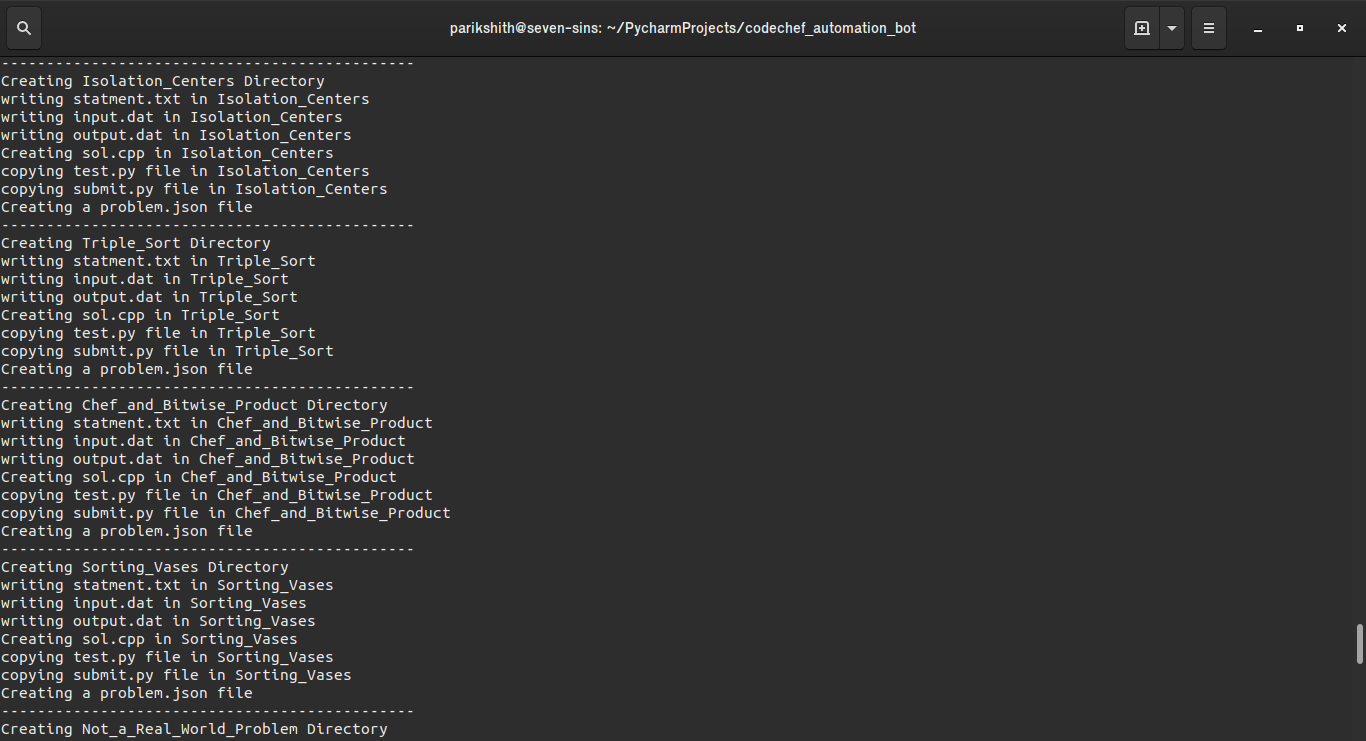 parikshith@seven-sins: ~/PycharmProjects/codechef_automation_bot
----------------------------------------------
Creating Isolation_Centers Directory
writing statment.txt in Isolation_Centers
writing input.dat in Isolation_Centers
writing output.dat in Isolation_Centers
Creating sol.cpp in Isolation_Centers
copying test.py file in Isolation_Centers
copying submit.py file in Isolation_Centers
Creating a problem.json file
----------------------------------------------
Creating Triple_Sort Directory
writing statment.txt in Triple_Sort
writing input.dat in Triple_Sort
writing output.dat in Triple_Sort
Creating sol.cpp in Triple_Sort
copying test.py file in Triple_Sort
copying submit.py file in Triple_Sort
Creating a problem.json file
----------------------------------------------
Creating Chef_and_Bitwise_Product Directory
writing statment.txt in Chef_and_Bitwise_Product
writing input.dat in Chef_and_Bitwise_Product
writing output.dat in Chef_and_Bitwise_Product
Creating sol.cpp in Chef_and_Bitwise_Product
copying test.py file in Chef_and_Bitwise_Product
copying submit.py file in Chef_and_Bitwise_Product
Creating a problem.json file
----------------------------------------------
Creating Sorting_Vases Directory
writing statment.txt in Sorting_Vases
writing input.dat in Sorting_Vases
writing output.dat in Sorting_Vases
Creating sol.cpp in Sorting_Vases
copying test.py file in Sorting_Vases
copying submit.py file in Sorting_Vases
Creating a problem.json file
----------------------------------------------
Creating Not_a_Real_World_Problem Directory